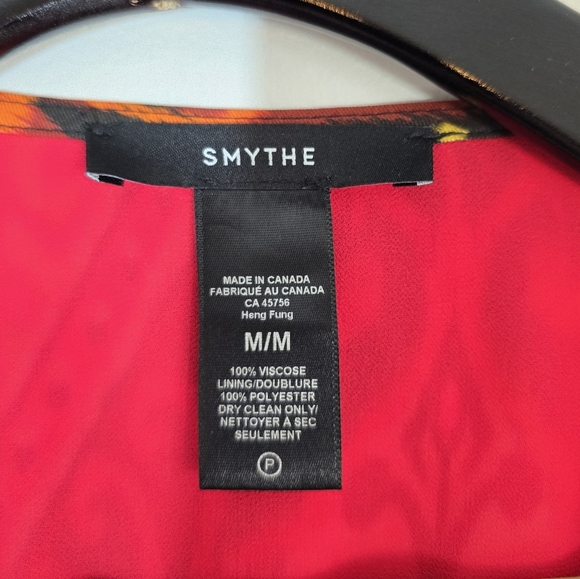 SMYTHE
MADE IN CANADA
FABRIQUÉ AU CANADA
CA 45756
Heng Fung
M/M
100% VISCOSE
LINING/DOUBLURE
100% POLYESTER
DRY CLEAN ONLY/
NETTOYER À SEC
SEULEMENT
P